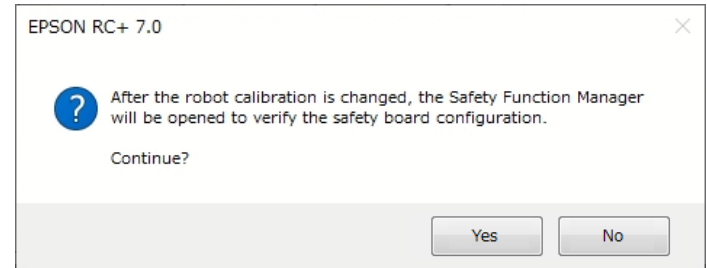 EPSON RC+ 7.0
?
After the robot calibration is changed, the Safety Function Manager
will be opened to verify the safety board configuration.
Continue?
Yes
No